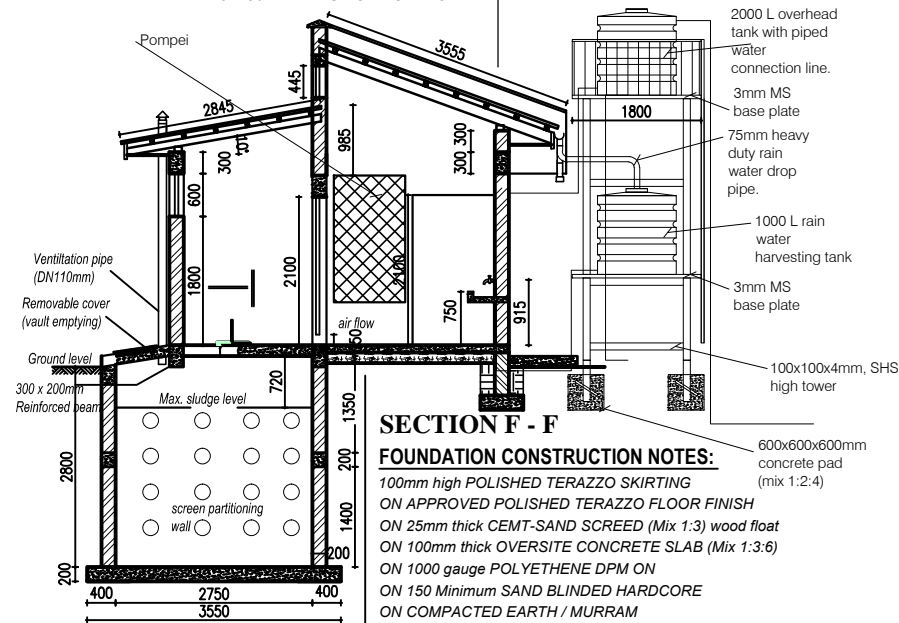 Pompei
3555
2845
445
985
300
300
300
10
600
1800
2100
2100
750
915
air flow
50
720
Ventiltation pipe
(DN110mm)
Removable cover
(vault emptying)
Ground level
300 x 200mm
Reinforced beam
Max. sludge level
screen partitioning
wall
2800
200
1350
200
1400
200
400
2750
400
3550
2000 L overhead
tank with piped
water
connection line.
3mm MS
base plate
1800
75mm heavy
duty rain
water drop
pipe.
1000 L rain
water
harvesting tank
3mm MS
base plate
100x100x4mm, SHS
high tower
600x600x600mm
concrete pad
(mix 1:2:4)
SECTION F - F
FOUNDATION CONSTRUCTION NOTES:
100mm high POLISHED TERAZZO SKIRTING
ON APPROVED POLISHED TERAZZO FLOOR FINISH
ON 25mm thick CEMT-SAND SCREED (Mix 1:3) wood float
ON 100mm thick OVERSITE CONCRETE SLAB (Mix 1:3:6)
ON 1000 gauge POLYETHENE DPM ON
ON 150 Minimum SAND BLINDED HARDCORE
ON COMPACTED EARTH / MURRAM